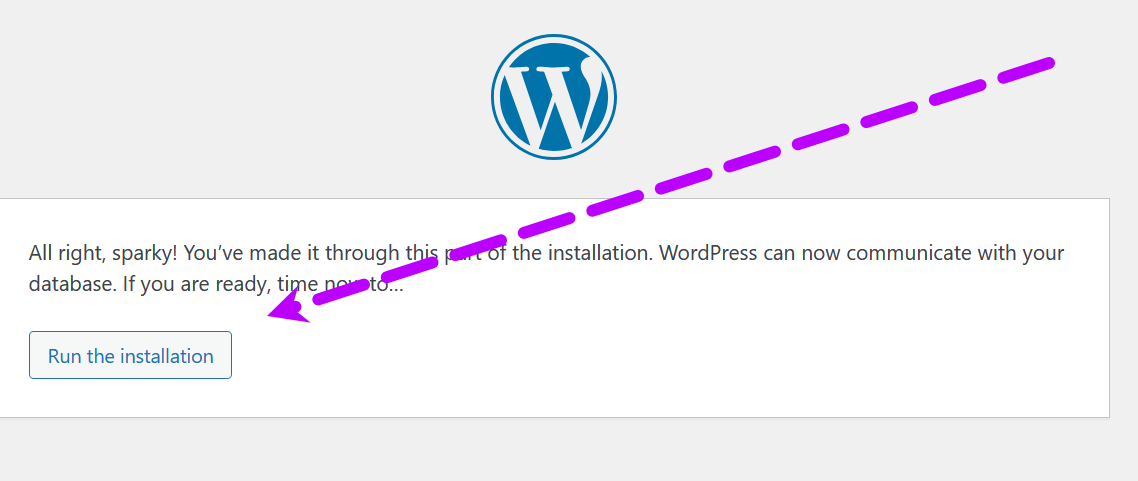 All right, sparky! You’ve made it through this part of the installation. WordPress can now communicate with your
database. If you are ready, time now to…
Run the installation